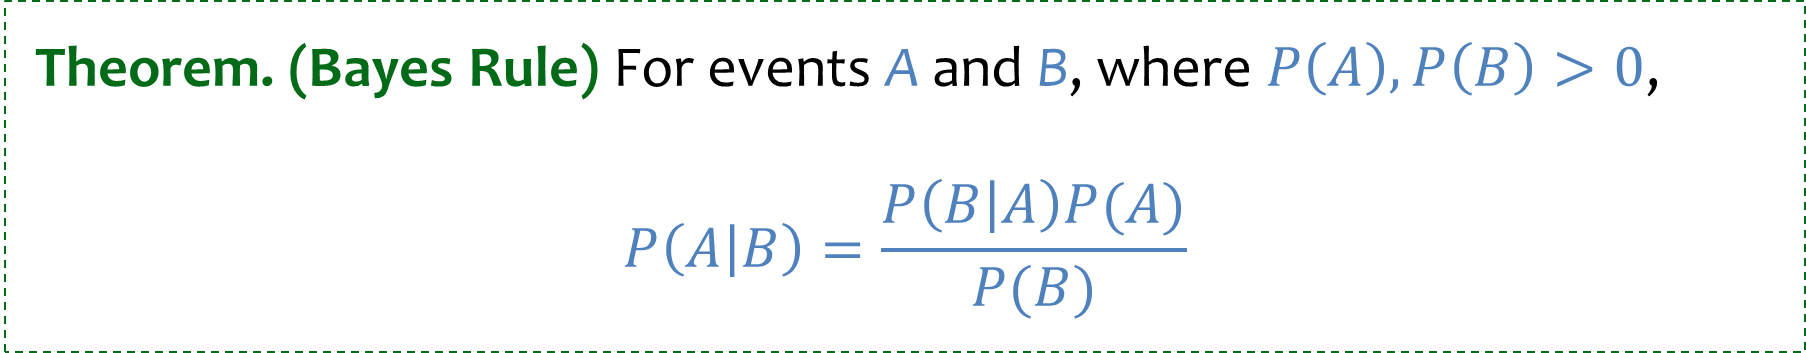 Theorem. (Bayes Rule) For events A and B, where P(A), P(B) > 0,
P(A|B) = P(B|A)P(A) / P(B)